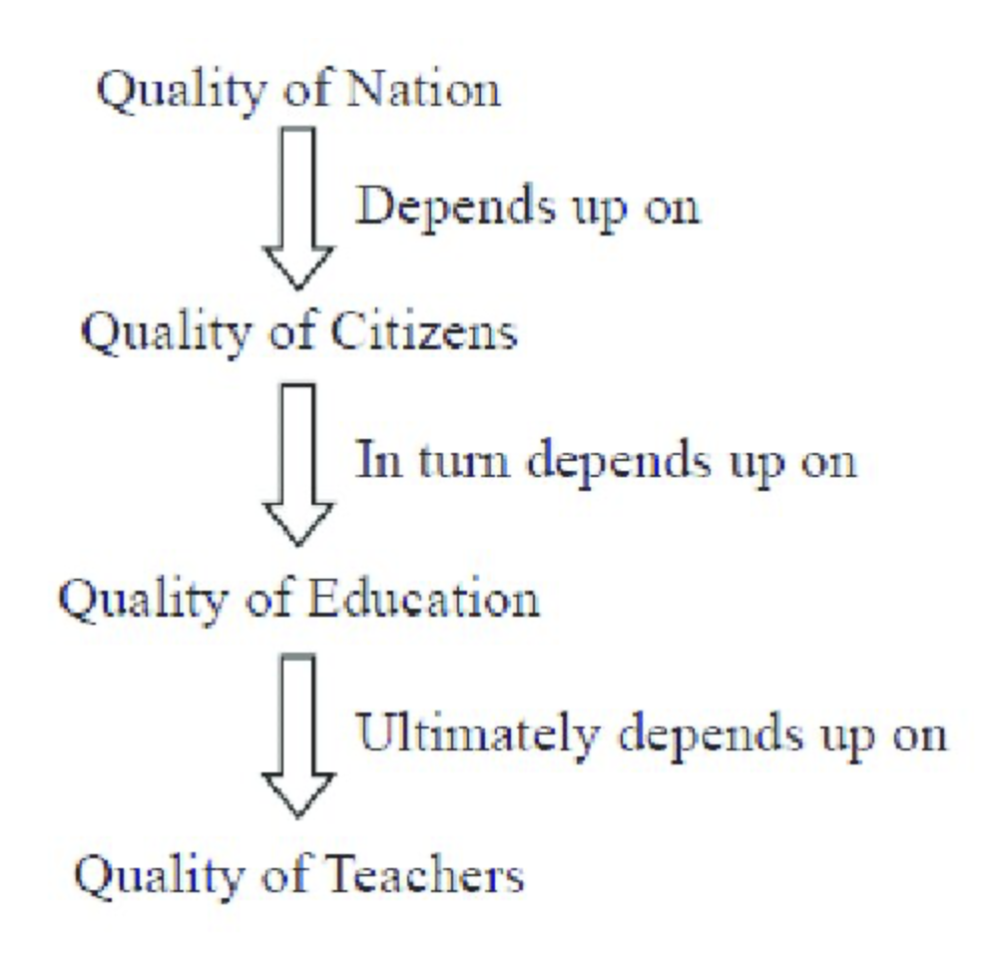 Quality of Nation
Depends up on
Quality of Citizens
In turn depends up on
Quality of Education
Ultimately depends up on
Quality of Teachers